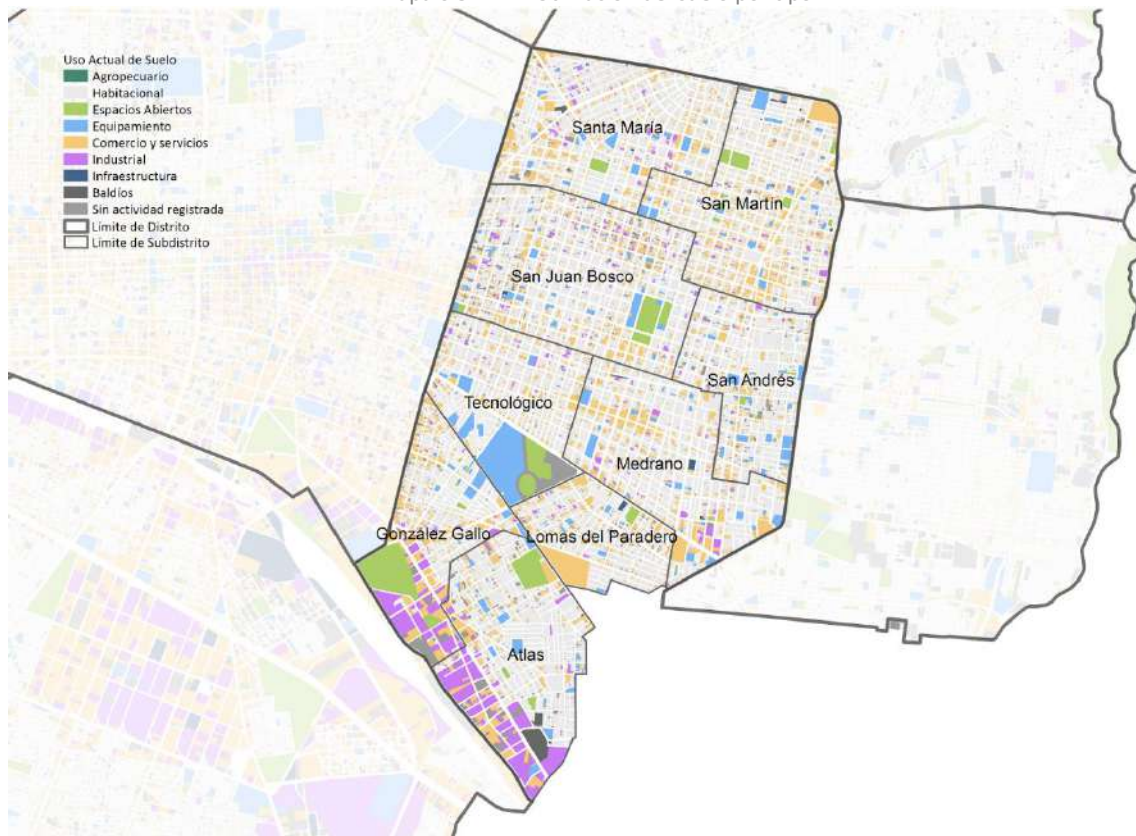 Uso Actual de Suelo
Agropecuario
Habitacional
Espacios Abiertos
Equipamiento
Comercio y servicios
Industrial
Infraestructura
Baldíos
Sin actividad registrada
Límite de Distrito
Límite de Subdistrito
Santa María
San Martín
San Juan Bosco
San Andrés
Tecnológico
Medrano
González Gallo
Lomas del Paradero
Atlas